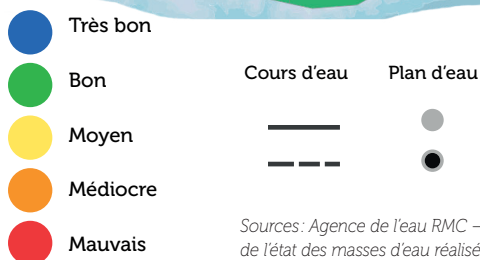 Très bon
Bon
Moyen
Médiocre
Mauvais
Cours d'eau
Plan d'eau
Sources : Agence de l'eau RMC –
de l'état des masses d'eau réalisé